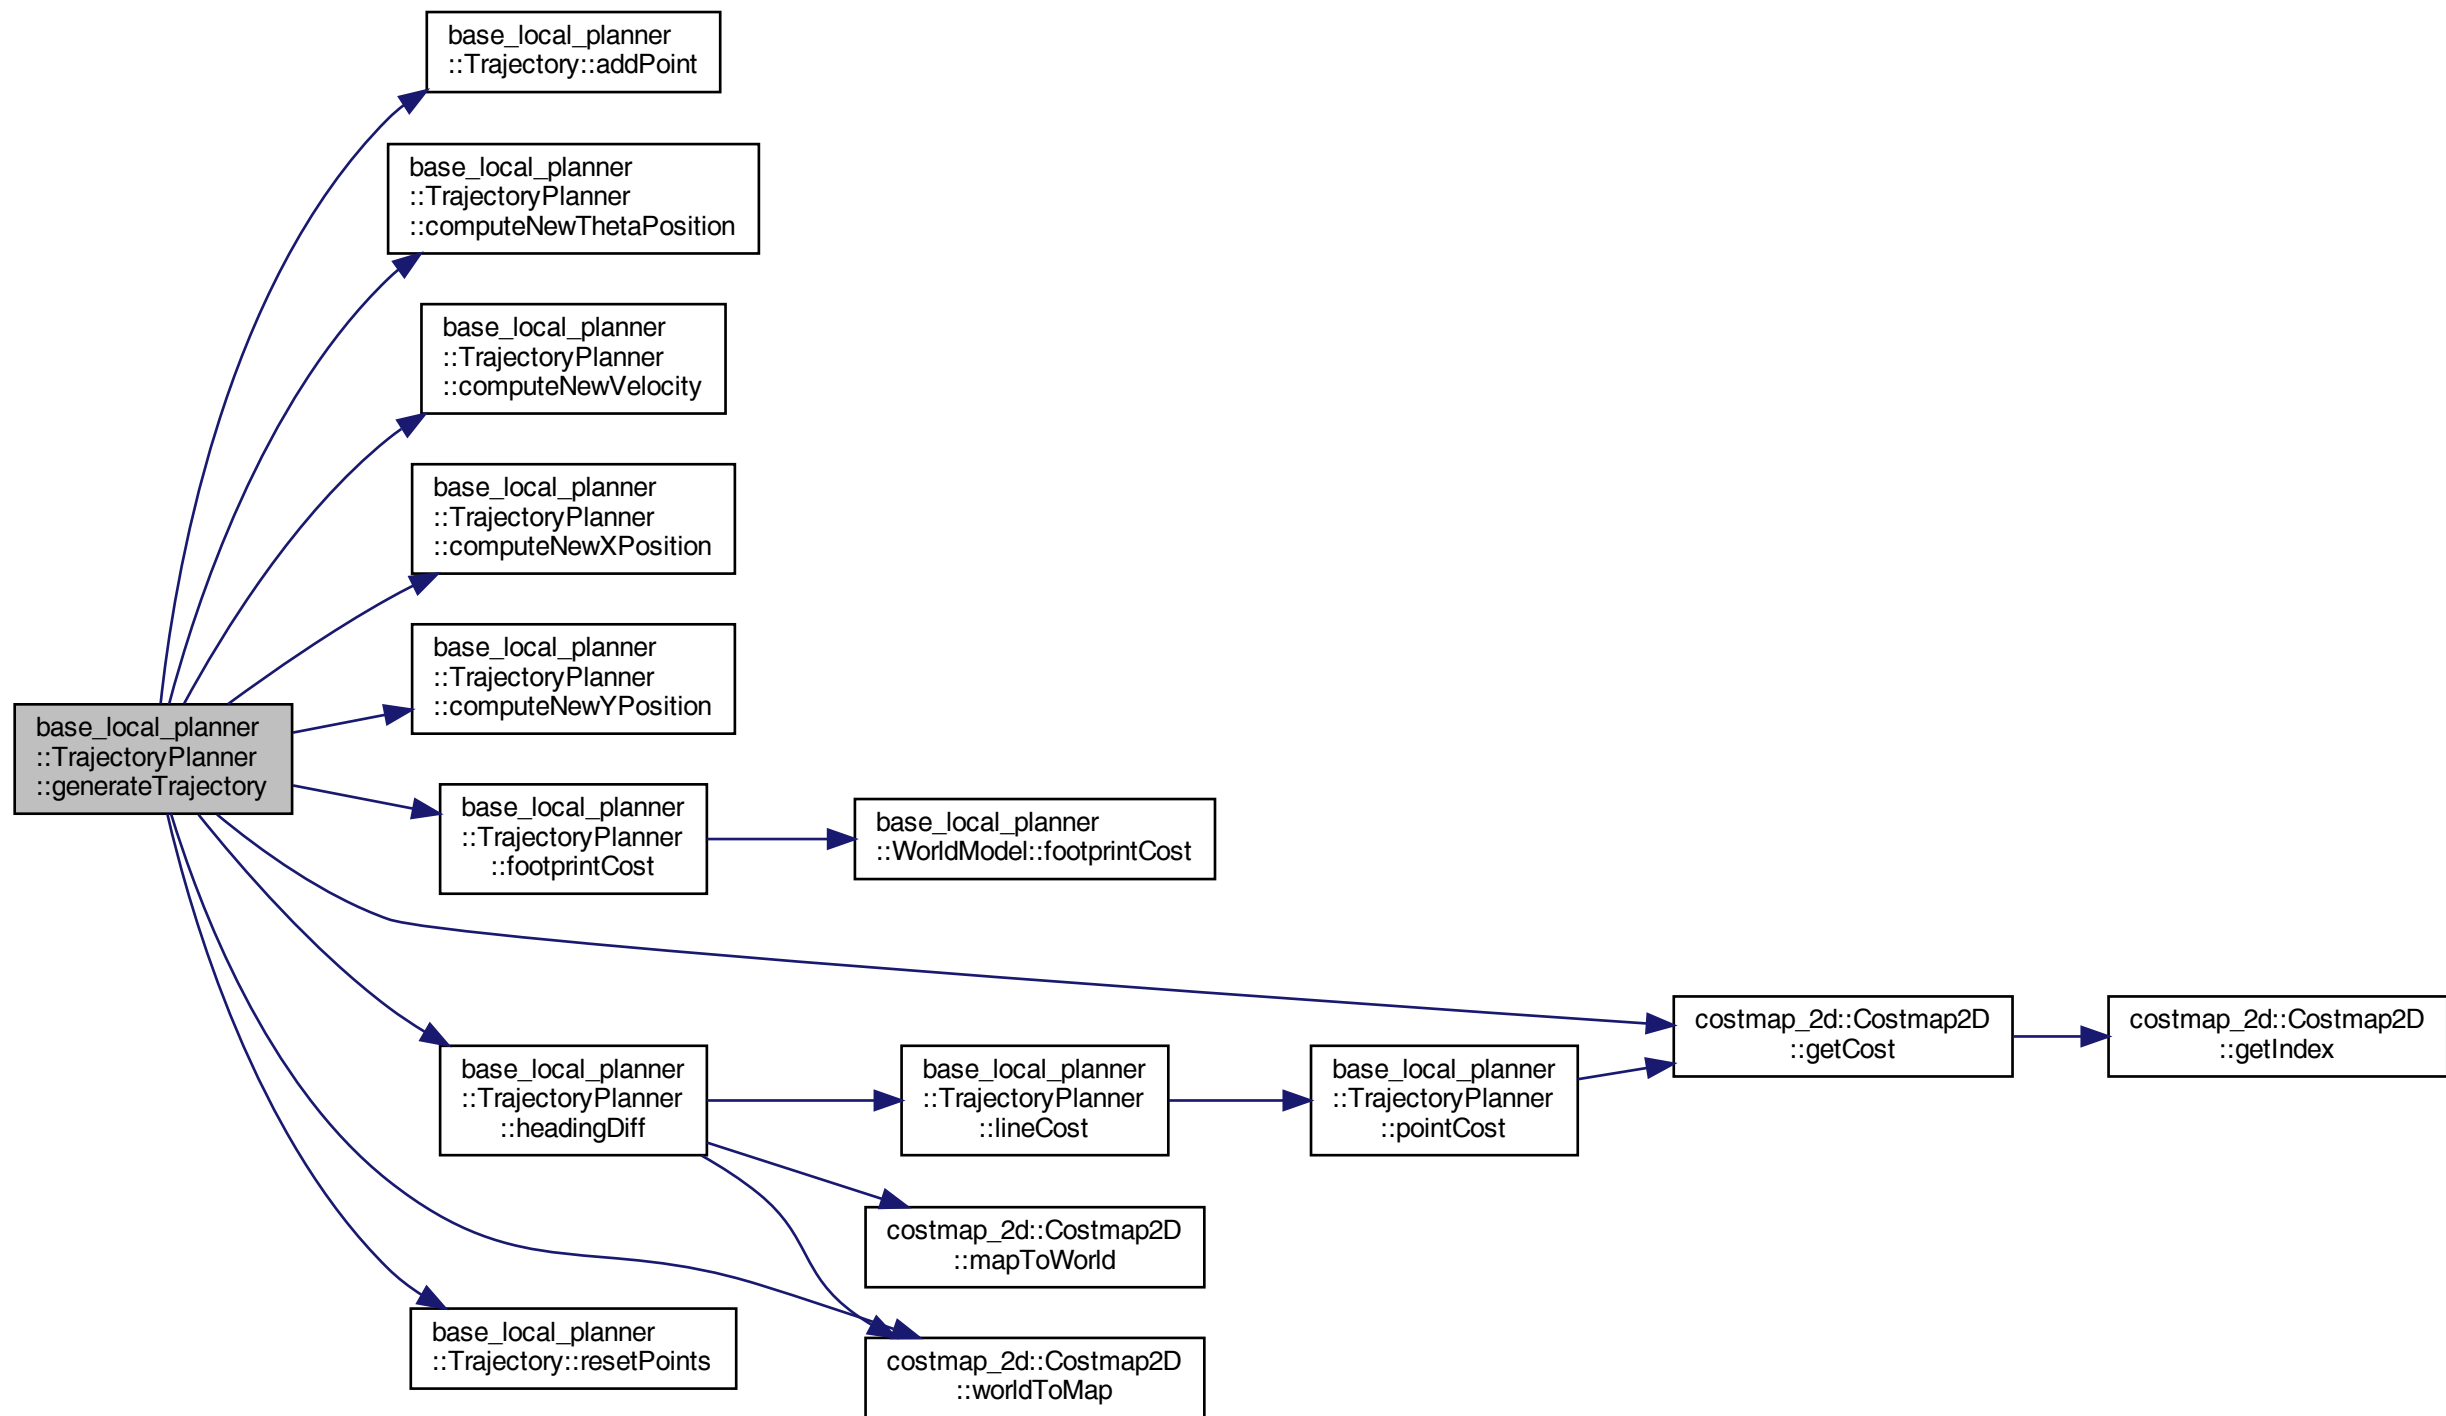 base_local_planner
::Trajectory::addPoint
base_local_planner
::TrajectoryPlanner
::computeNewThetaPosition
base_local_planner
::TrajectoryPlanner
::computeNewVelocity
base_local_planner
::TrajectoryPlanner
::computeNewXPosition
base_local_planner
::TrajectoryPlanner
::computeNewYPosition
base_local_planner
::TrajectoryPlanner
::generateTrajectory
base_local_planner
::TrajectoryPlanner
::footprintCost
base_local_planner
::WorldModel::footprintCost
costmap_2d::Costmap2D
::getCost
costmap_2d::Costmap2D
::getIndex
base_local_planner
::TrajectoryPlanner
::headingDiff
base_local_planner
::TrajectoryPlanner
::lineCost
base_local_planner
::TrajectoryPlanner
::pointCost
costmap_2d::Costmap2D
::mapToWorld
base_local_planner
::Trajectory::resetPoints
costmap_2d::Costmap2D
::worldToMap